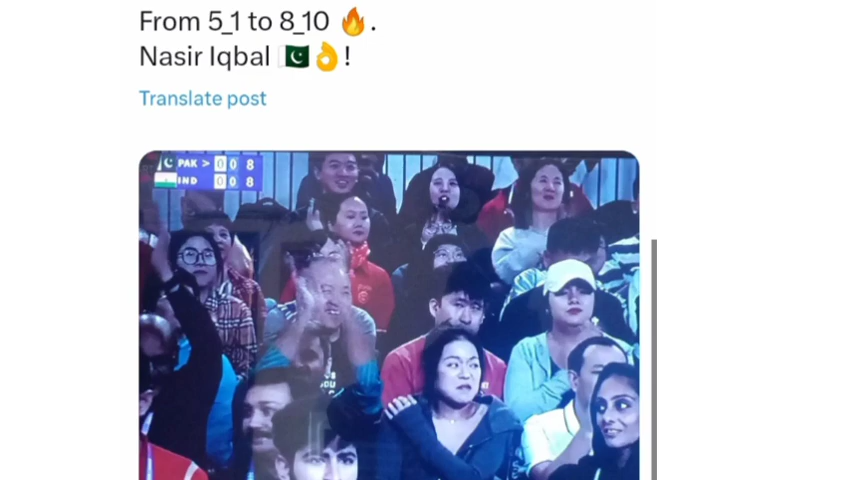 From 5_1 to 8_10 🔥.
Nasir Iqbal 🇵🇰👌!
Translate post
PAK > 0 0 8
IND 0 0 8